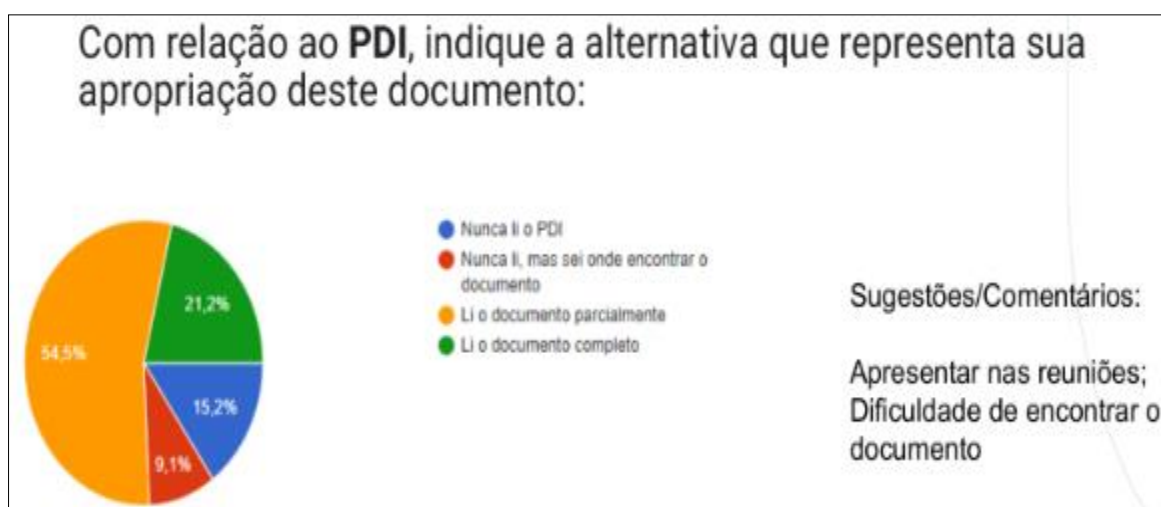 Com relação ao PDI, indique a alternativa que representa sua
apropriação deste documento:
Nunca li o PDI
Nunca li, mas sei onde encontrar o
documento
Li o documento parcialmente
Li o documento completo
21,2%
54,5%
15,2%
9,1%
Sugestões/Comentários:
Apresentar nas reuniões;
Dificuldade de encontrar o
documento